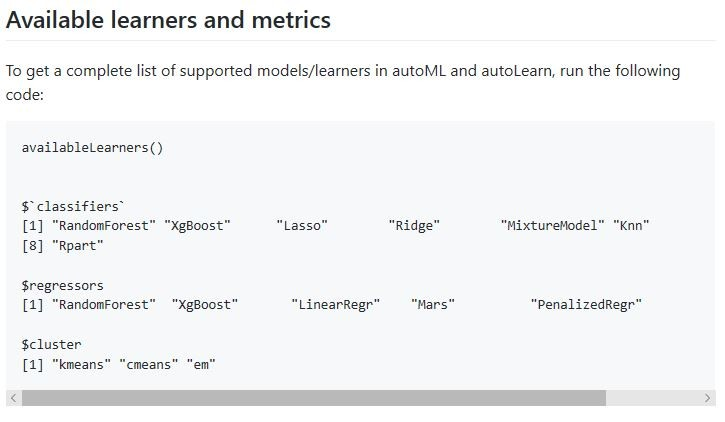 Available learners and metrics
To get a complete list of supported models/learners in autoML and autoLearn, run the following
code:
availableLearners()
$`classifiers`
[1] "RandomForest" "XgBoost"      "Lasso"        "Ridge"        "MixtureModel" "Knn"
[8] "Rpart"
$regressors
[1] "RandomForest"  "XgBoost"       "LinearRegr"    "Mars"          "PenalizedRegr"
$cluster
[1] "kmeans" "cmeans" "em"